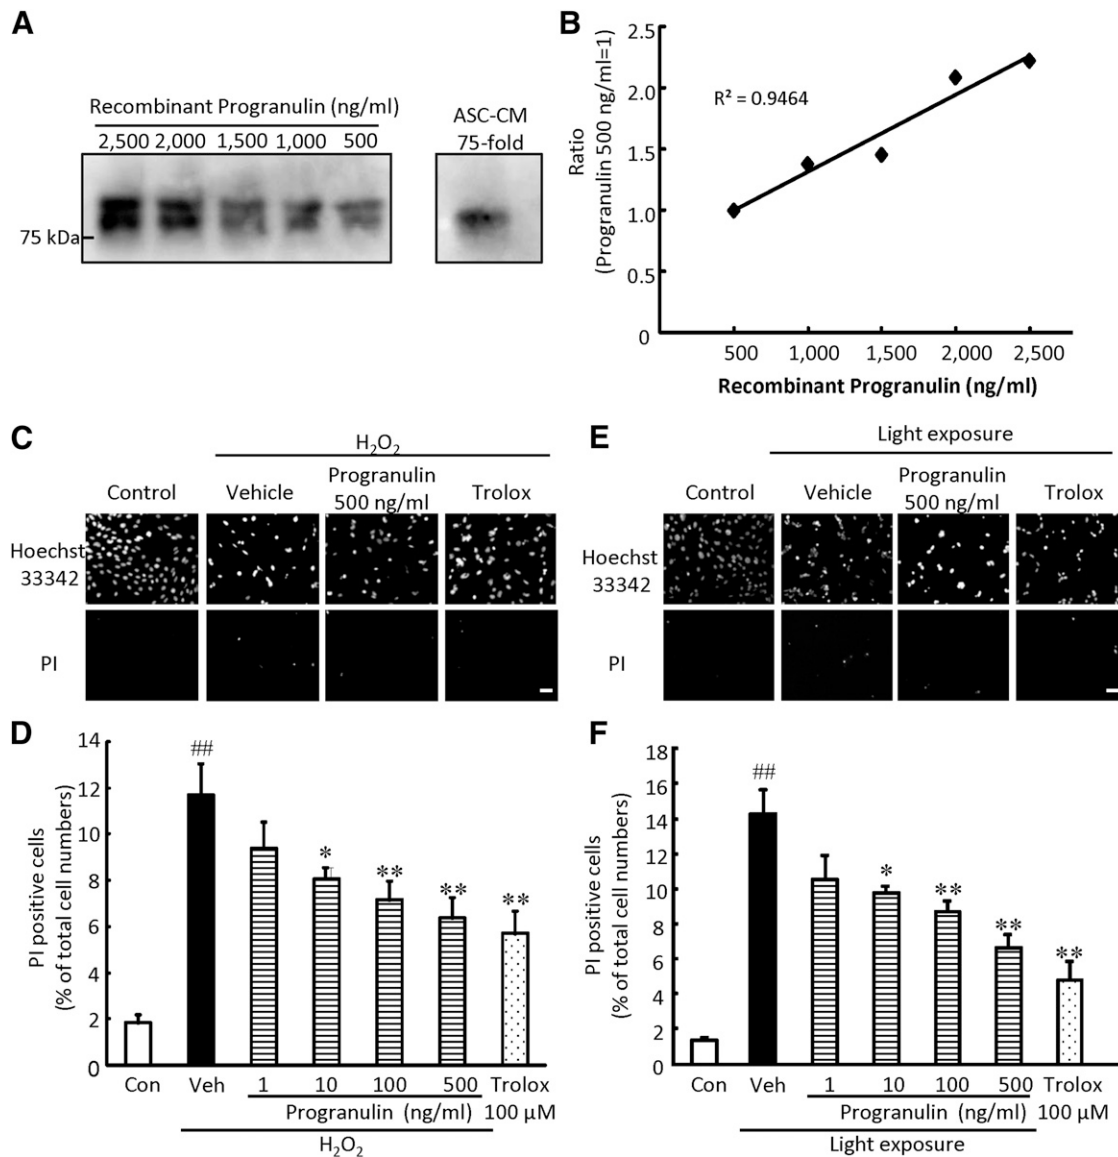 A
Recombinant Progranulin (ng/ml)
2,500 2,000 1,500 1,000 500
ASC-CM
75-fold
75 kDa
B
2.5
2.0
1.5
1.0
0.5
0
Ratio
(Progranulin 500 ng/ml=1)
R² = 0.9464
500 1,000 1,500 2,000 2,500
Recombinant Progranulin (ng/ml)
C
H₂O₂
Control Vehicle Progranulin 500 ng/ml Trolox
Hoechst
33342
PI
E
Light exposure
Control Vehicle Progranulin 500 ng/ml Trolox
Hoechst
33342
PI
D
PI positive cells
(% of total cell numbers)
14
12
10
8
6
4
2
0
##
*
**
**
**
Con Veh 1 10 100 500 Trolox
Progranulin (ng/ml) 100 µM
H₂O₂
F
PI positive cells
(% of total cell numbers)
18
16
14
12
10
8
6
4
2
0
##
*
**
**
**
Con Veh 1 10 100 500 Trolox
Progranulin (ng/ml) 100 µM
Light exposure